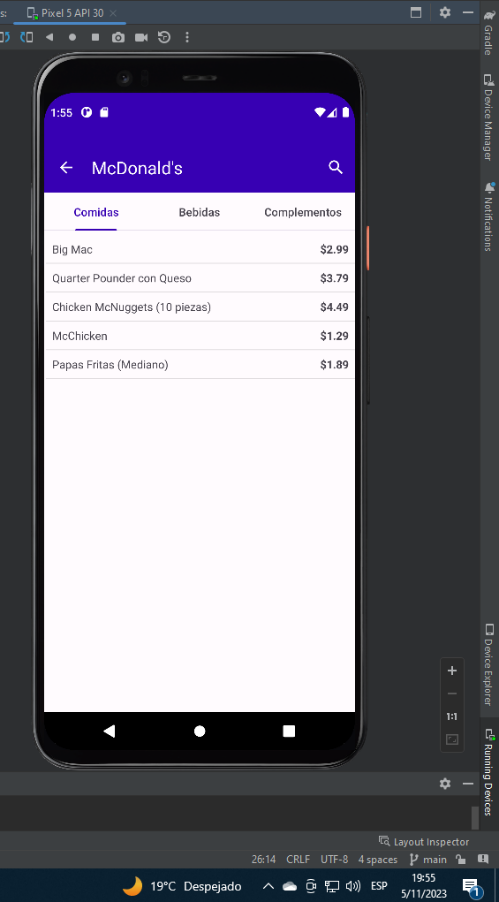 s:
Pixel 5 API 30
1:55
McDonald's
Comidas
Bebidas
Complementos
Big Mac
$2.99
Quarter Pounder con Queso
$3.79
Chicken McNuggets (10 piezas)
$4.49
McChicken
$1.29
Papas Fritas (Mediano)
$1.89
Gradle
Device Manager
Notifications
Device Explorer
Running Devices
1:1
Layout Inspector
26:14 CRLF UTF-8 4 spaces main
19°C Despejado
ESP
19:55
5/11/2023
1